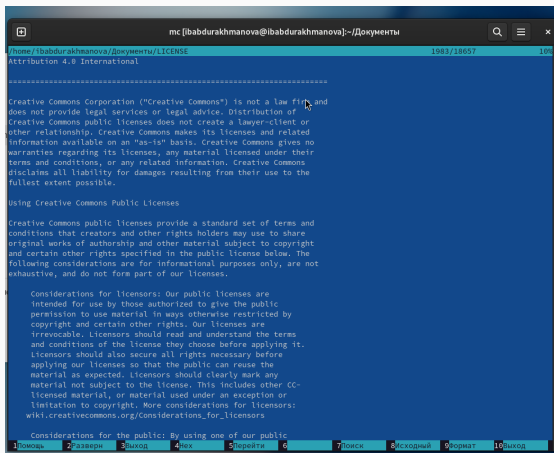 mc [ibabdurakhmanova@ibabdurakhmanova]:~/Документы
/home/ibabdurakhmanova/Документы/LICENSE 1983/18657 10%
Attribution 4.0 International
=======================================================================
Creative Commons Corporation ("Creative Commons") is not a law firm and
does not provide legal services or legal advice. Distribution of
Creative Commons public licenses does not create a lawyer-client or
other relationship. Creative Commons makes its licenses and related
information available on an "as-is" basis. Creative Commons gives no
warranties regarding its licenses, any material licensed under their
terms and conditions, or any related information. Creative Commons
disclaims all liability for damages resulting from their use to the
fullest extent possible.
Using Creative Commons Public Licenses
Creative Commons public licenses provide a standard set of terms and
conditions that creators and other rights holders may use to share
original works of authorship and other material subject to copyright
and certain other rights specified in the public license below. The
following considerations are for informational purposes only, are not
exhaustive, and do not form part of our licenses.
Considerations for licensors: Our public licenses are
intended for use by those authorized to give the public
permission to use material in ways otherwise restricted by
copyright and certain other rights. Our licenses are
irrevocable. Licensors should read and understand the terms
and conditions of the license they choose before applying it.
Licensors should also secure all rights necessary before
applying our licenses so that the public can reuse the
material as expected. Licensors should clearly mark any
material not subject to the license. This includes other CC-
licensed material, or material used under an exception or
limitation to copyright. More considerations for licensors:
wiki.creativecommons.org/Considerations_for_licensors
Considerations for the public: By using one of our public
1Помощь 2Разверн 3Выход 4Hex 5Перейти 6 7Поиск 8Исходный 9Формат 10Выход